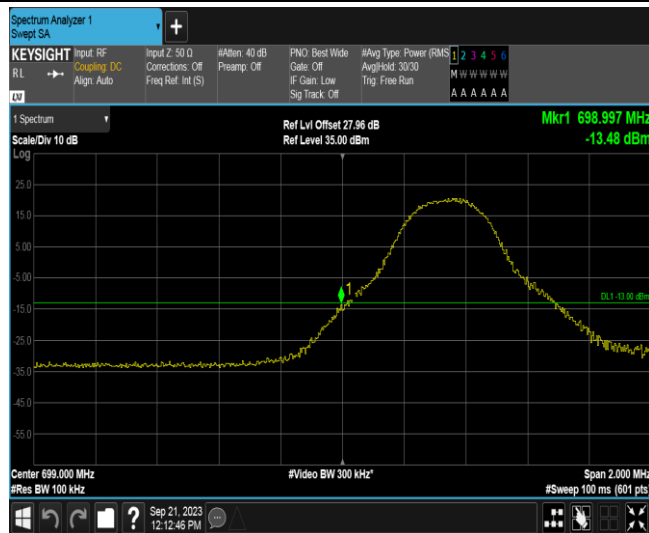 Spectrum Analyzer 1
Swept SA
+
KEYSIGHT
RL
LXI
Input: RF
Coupling: DC
Align: Auto
Input Z: 50 Ω
Corrections: Off
Freq Ref: Int (S)
#Atten: 40 dB
Preamp: Off
PNO: Best Wide
Gate: Off
IF Gain: Low
Sig Track: Off
#Avg Type: Power (RMS
Avg|Hold: 30/30
Trig: Free Run
1 2 3 4 5 6
M W W W W W
A A A A A A
1 Spectrum
Scale/Div 10 dB
Log
Ref Lvl Offset 27.96 dB
Ref Level 35.00 dBm
Mkr1 698.997 MHz
-13.48 dBm
25.0
15.0
5.00
-5.00
-15.0
-25.0
-35.0
-45.0
-55.0
1
DL1 -13.00 dBm
Center 699.000 MHz
#Res BW 100 kHz
#Video BW 300 kHz*
Span 2.000 MHz
#Sweep 100 ms (601 pts)
?
Sep 21, 2023
12:12:46 PM